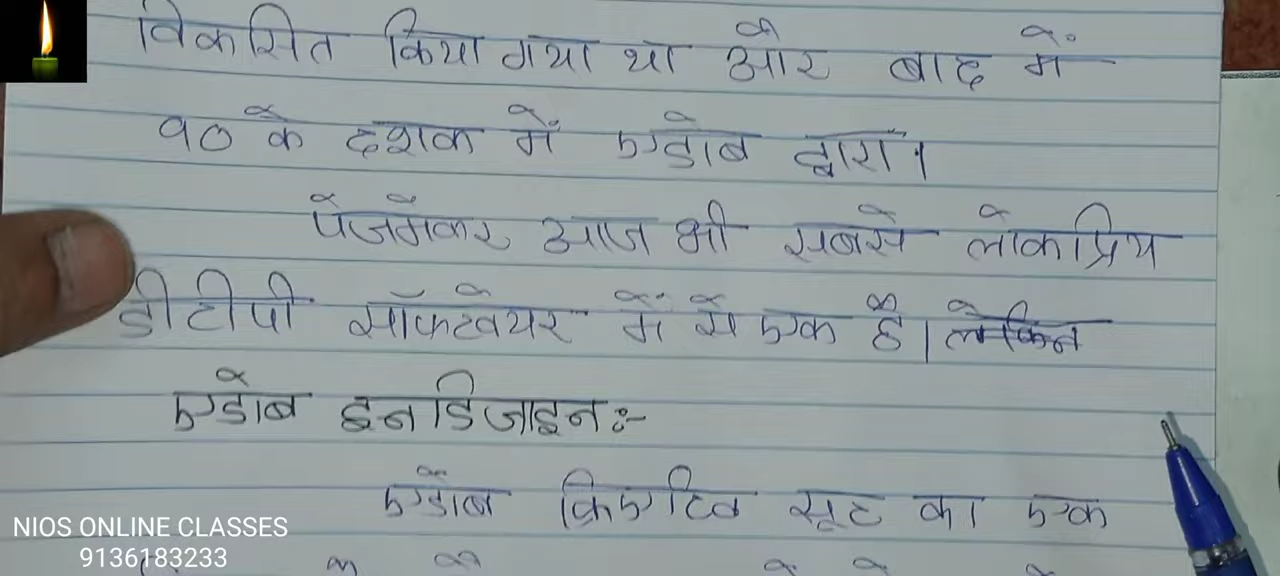 विकसित किया गया था और बाद में
90 के दशक में एडोब द्वारा।
पेजमेकर आज भी सबसे लोकप्रिय
डीटीपी सॉफ्टवेयर में से एक है। लेकिन
एडोब इनडिजाइन:-
एडोब क्रिएटिव सूट का एक
NIOS ONLINE CLASSES
9136183233